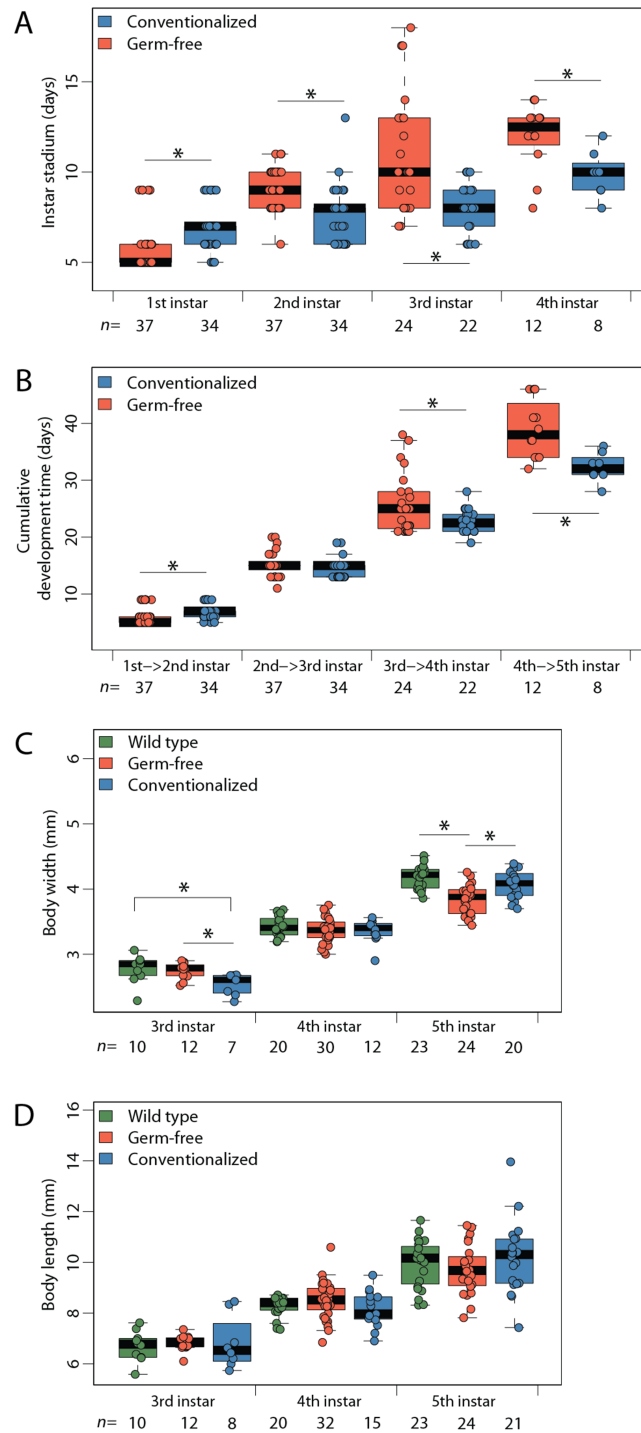 A
Conventionalized
Germ-free
Instar stadium (days)
15
10
5
*
*
*
*
1st instar 2nd instar 3rd instar 4th instar
n= 37 34 37 34 24 22 12 8
B
Conventionalized
Germ-free
Cumulative
development time (days)
40
30
20
10
*
*
*
1st->2nd instar 2nd->3rd instar 3rd->4th instar 4th->5th instar
n= 37 34 37 34 24 22 12 8
C
Wild type
Germ-free
Conventionalized
Body width (mm)
6
5
4
3
*
*
*
*
3rd instar 4th instar 5th instar
n= 10 12 7 20 30 12 23 24 20
D
Wild type
Germ-free
Conventionalized
Body length (mm)
16
14
12
10
8
6
3rd instar 4th instar 5th instar
n= 10 12 8 20 32 15 23 24 21